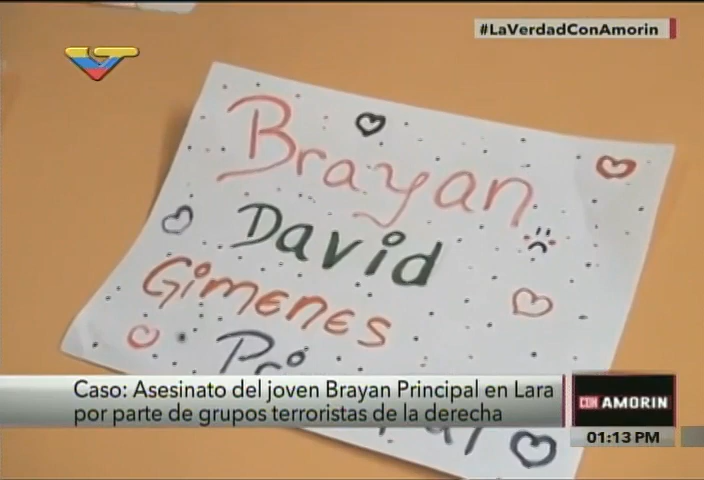 #LaVerdadConAmorin
Brayan
David
Gimenes
Pri
Caso: Asesinato del joven Brayan Principal en Lara
por parte de grupos terroristas de la derecha
CON AMORIN
01:13 PM